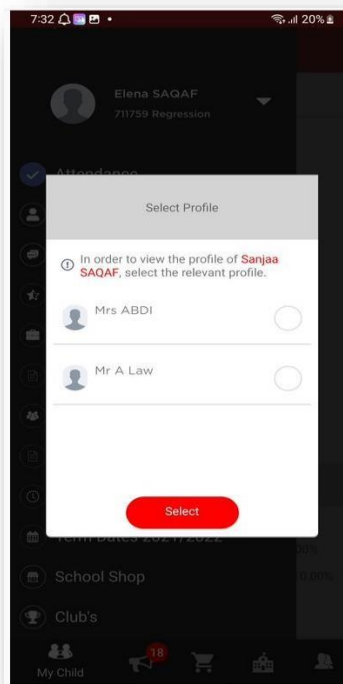 7:32
20%
Elena SAQAF
711759 Regression
Attendance
Select Profile
In order to view the profile of Sanjaa
SAQAF, select the relevant profile.
Mrs ABDI
Mr A Law
Select
Term Dates 2021/2022
School Shop
0.00%
Club's
18
My Child